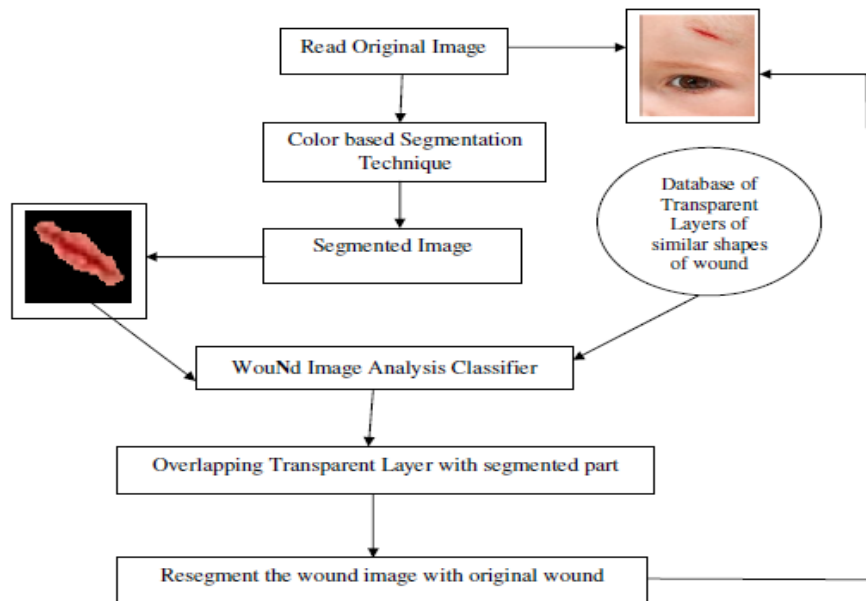 Read Original Image
Color based Segmentation
Technique
Database of
Transparent
Layers of
similar shapes
of wound
Segmented Image
WouNd Image Analysis Classifier
Overlapping Transparent Layer with segmented part
Resegment the wound image with original wound